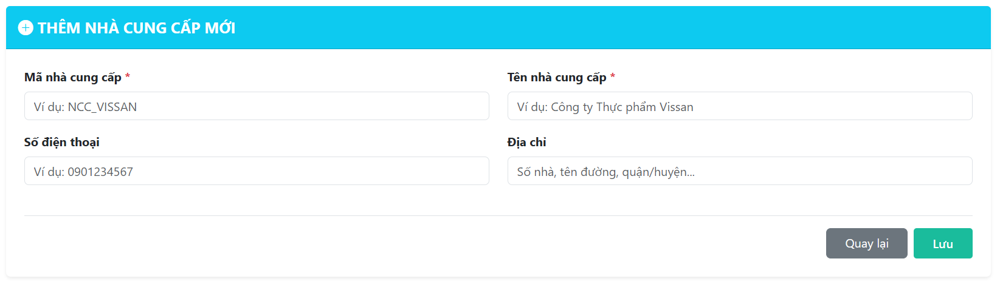 THÊM NHÀ CUNG CẤP MỚI
Mã nhà cung cấp *
Tên nhà cung cấp *
Ví dụ: NCC_VISSAN
Ví dụ: Công ty Thực phẩm Vissan
Số điện thoại
Địa chỉ
Ví dụ: 0901234567
Số nhà, tên đường, quận/huyện...
Quay lại
Lưu